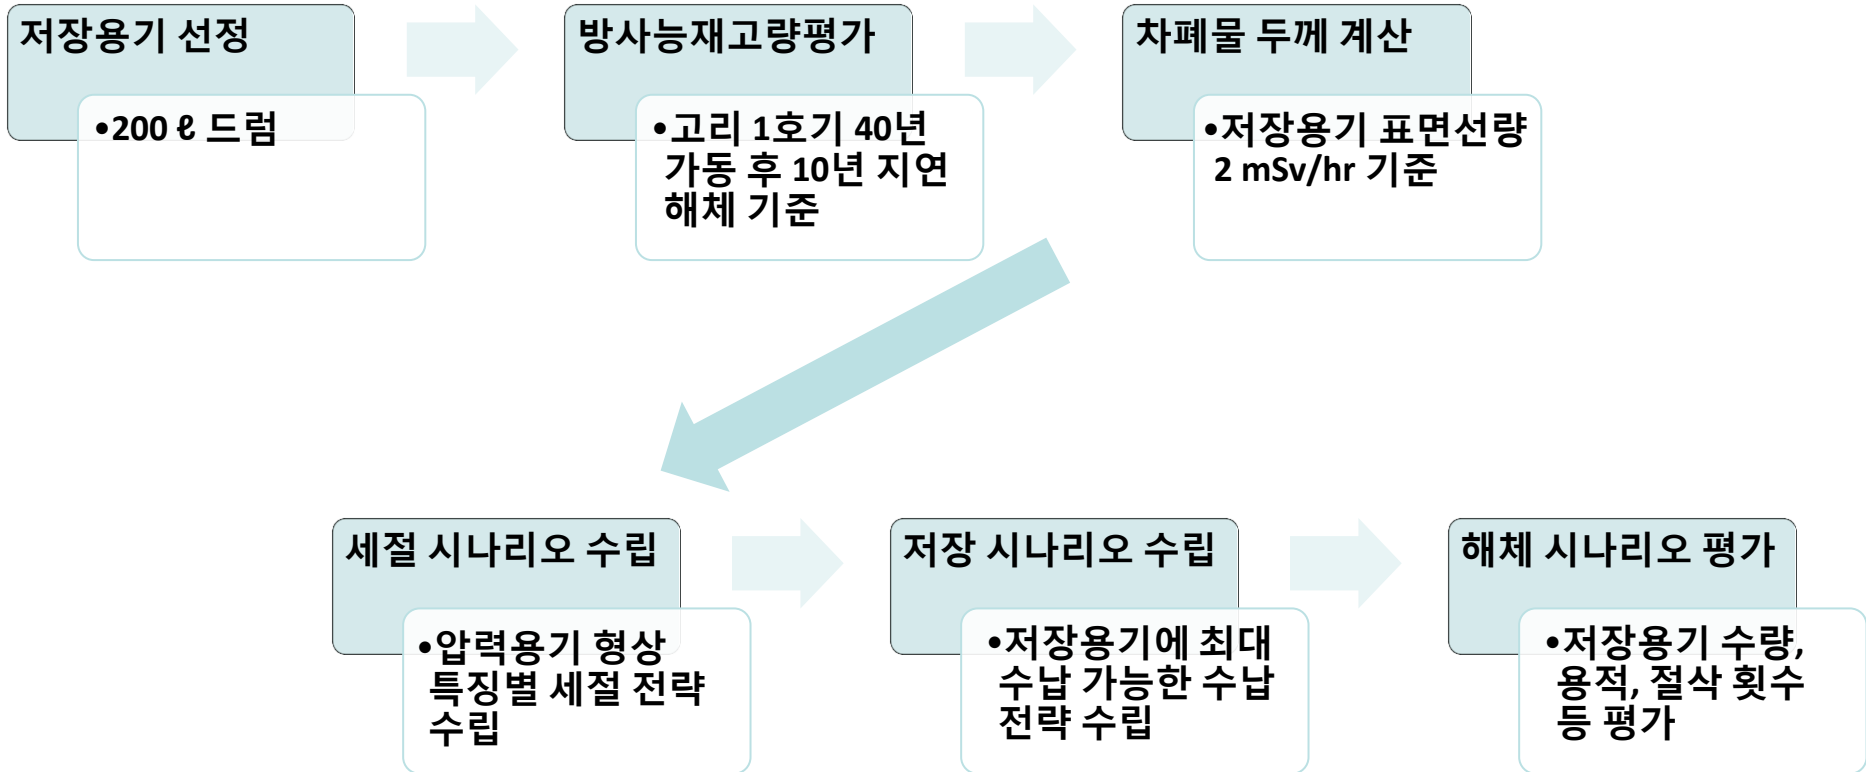 저장용기 선정
•200 ℓ 드럼
방사능재고량평가
•고리 1호기 40년
가동 후 10년 지연
해체 기준
차폐물 두께 계산
•저장용기 표면선량
2 mSv/hr 기준
세절 시나리오 수립
•압력용기 형상
특징별 세절 전략
수립
저장 시나리오 수립
•저장용기에 최대
수납 가능한 수납
전략 수립
해체 시나리오 평가
•저장용기 수량,
용적, 절삭 횟수
등 평가